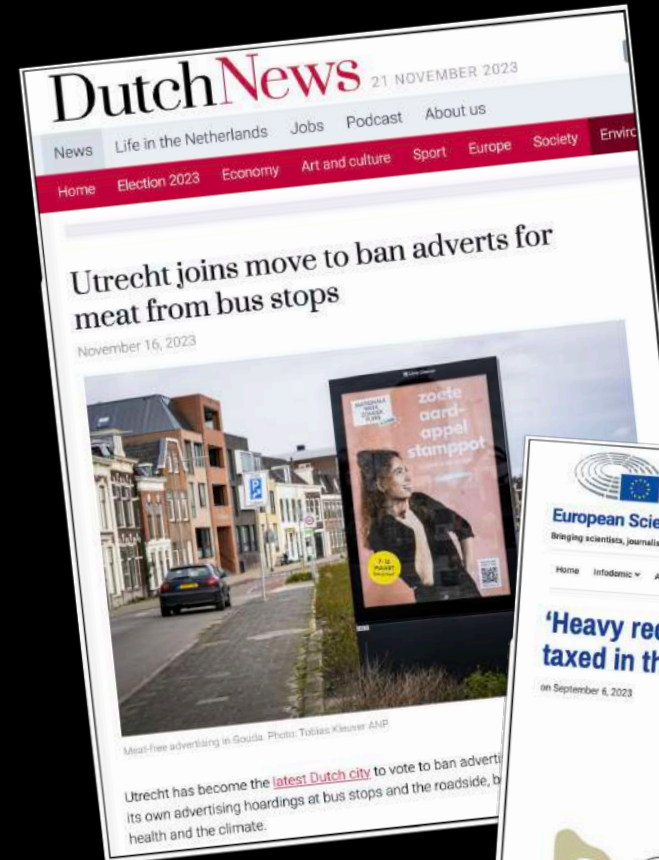 DutchNews 21 NOVEMBER 2023
News Life in the Netherlands Jobs Podcast About us
Home Election 2023 Economy Art and culture Sport Europe Society
Utrecht joins move to ban adverts for
meat from bus stops
November 16, 2023
zoete
aard-
appel
stamppot
Meat-free advertising in Gouda. Photo: Tobias Kleuver ANP
Utrecht has become the latest Dutch city to vote to ban
its own advertising hoardings at bus stops and the roadside,
health and the climate.
European
Bringing scientists,
Home Infodemic
‘Heavy
taxed in
on September 6, 2023